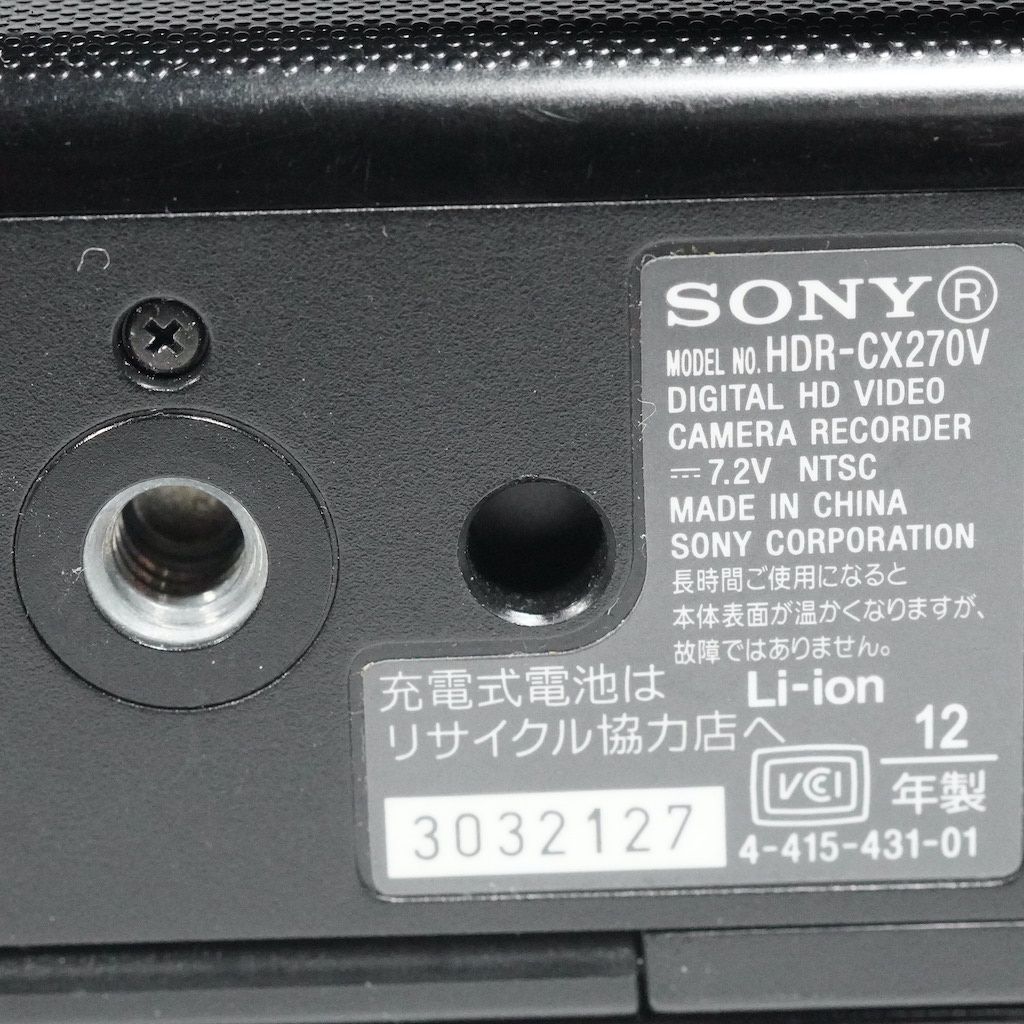 SONY®
MODEL NO. HDR-CX270V
DIGITAL HD VIDEO
CAMERA RECORDER
⎓7.2V NTSC
MADE IN CHINA
SONY CORPORATION
長時間ご使用になると
本体表面が温かくなりますが、
故障ではありません。
充電式電池は Li-ion
リサイクル協力店へ
12
年製
VCCI
3032127
4-415-431-01